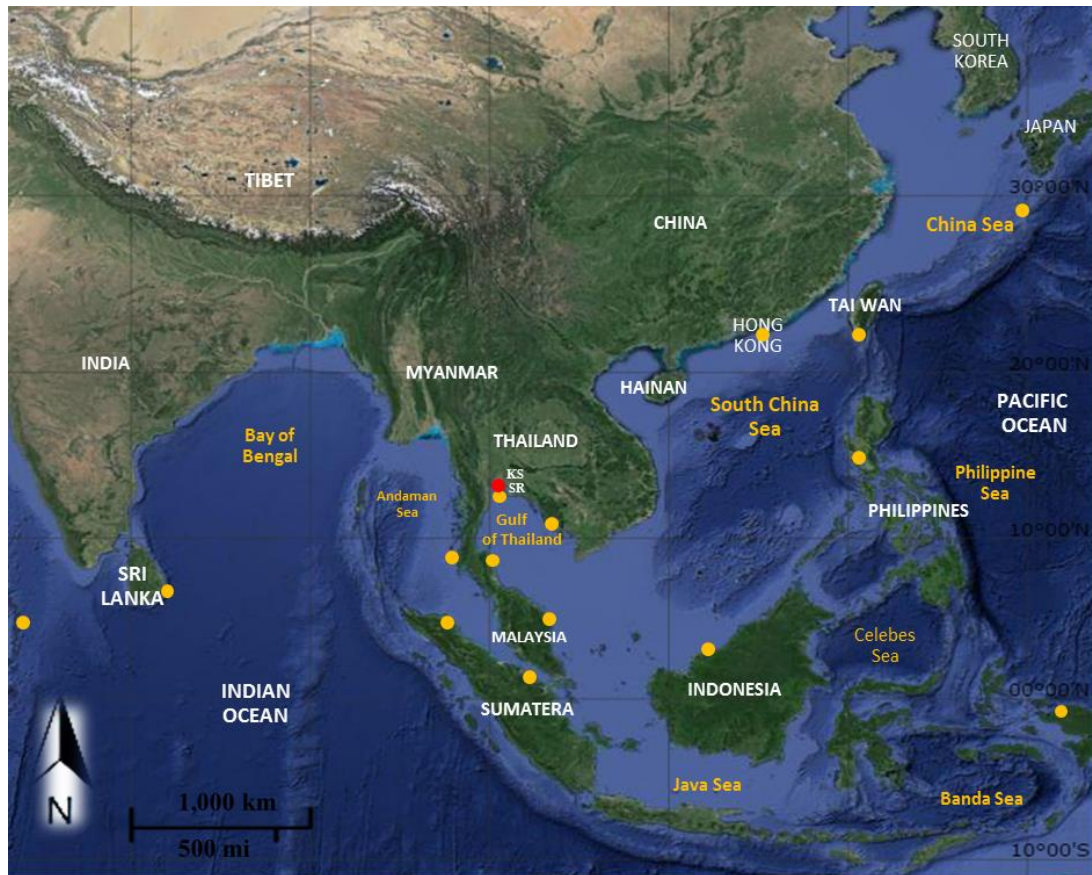 SOUTH
KOREA
JAPAN
TIBET
30°00'N
CHINA
China Sea
TAI WAN
HONG
KONG
INDIA
MYANMAR
20°00'N
HAINAN
South China
Sea
PACIFIC
OCEAN
Bay of
Bengal
THAILAND
KS
SR
Andaman
Sea
Philippine
Sea
PHILIPPINES
Gulf
of Thailand
10°00'N
SRI
LANKA
MALAYSIA
Celebes
Sea
INDIAN
OCEAN
INDONESIA
SUMATERA
00°00'N
Java Sea
Banda Sea
N
1,000 km
500 mi
10°00'S